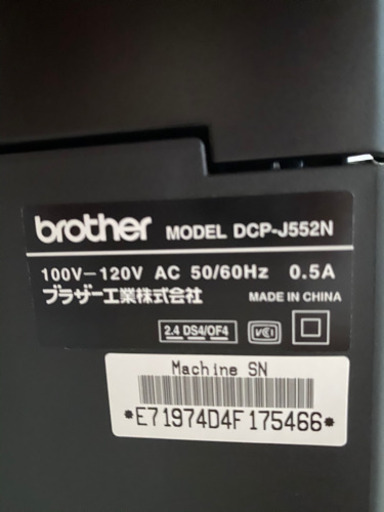 brother MODEL DCP-J552N
100V-120V AC 50/60Hz 0.5A
ブラザー工業株式会社 MADE IN CHINA
2.4 DS4/OF4 VCI
Machine SN
*E71974D4F175466*